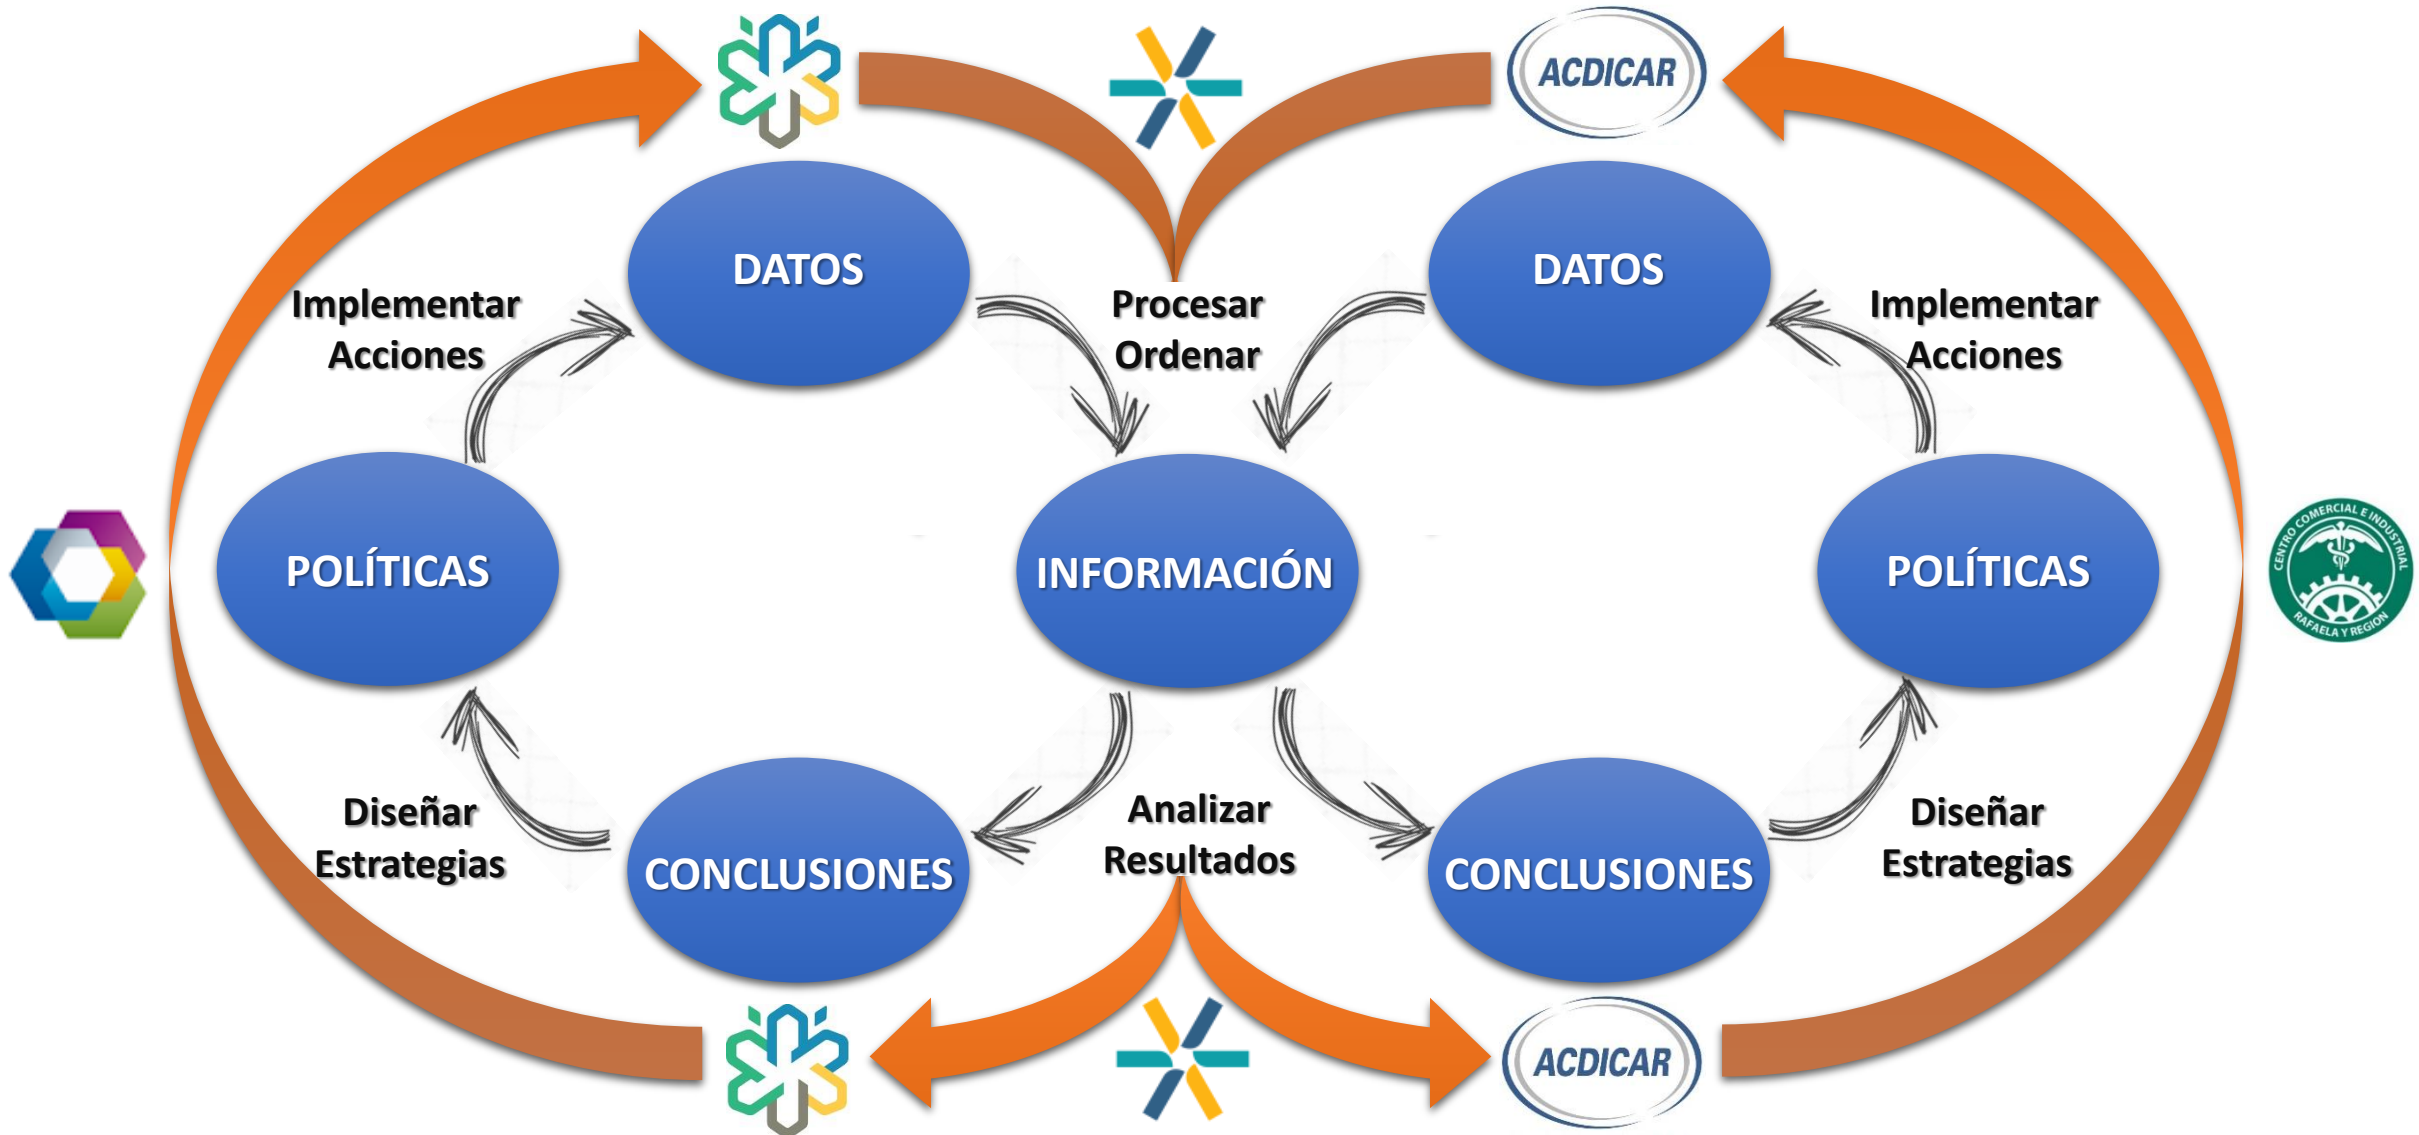 ACDICAR
DATOS
DATOS
Implementar
Acciones
Procesar
Ordenar
Implementar
Acciones
POLÍTICAS
INFORMACIÓN
POLÍTICAS
CENTRO COMERCIAL E INDUSTRIAL
RAFAELA Y REGION
Diseñar
Estrategias
CONCLUSIONES
Analizar
Resultados
CONCLUSIONES
Diseñar
Estrategias
ACDICAR